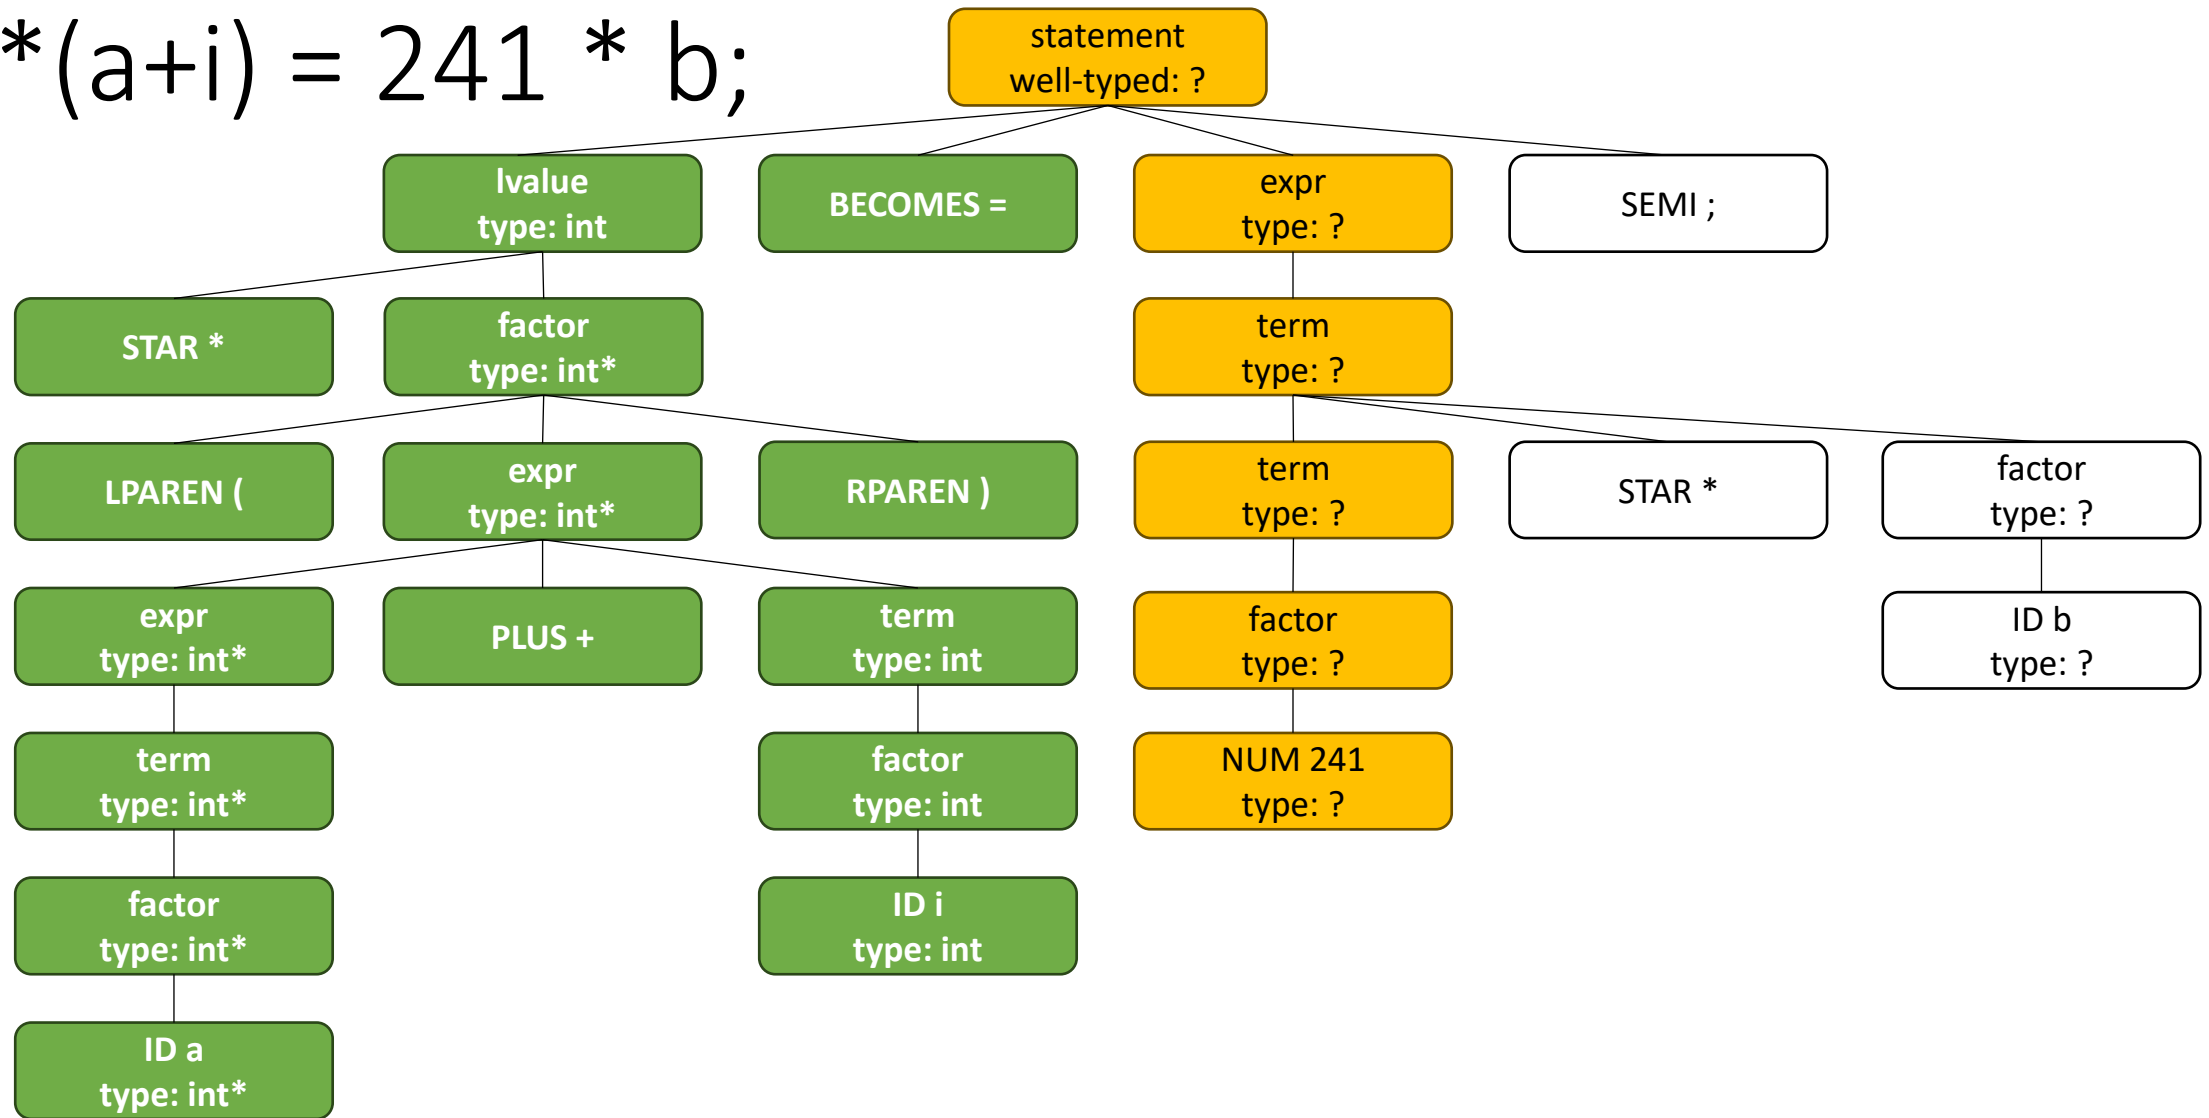 *(a+i) = 241 * b;
statement
well-typed: ?
lvalue
type: int
BECOMES =
expr
type: ?
SEMI ;
STAR *
factor
type: int*
term
type: ?
LPAREN (
expr
type: int*
RPAREN )
term
type: ?
STAR *
factor
type: ?
expr
type: int*
PLUS +
term
type: int
factor
type: ?
ID b
type: ?
term
type: int*
factor
type: int
NUM 241
type: ?
factor
type: int*
ID i
type: int
ID a
type: int*